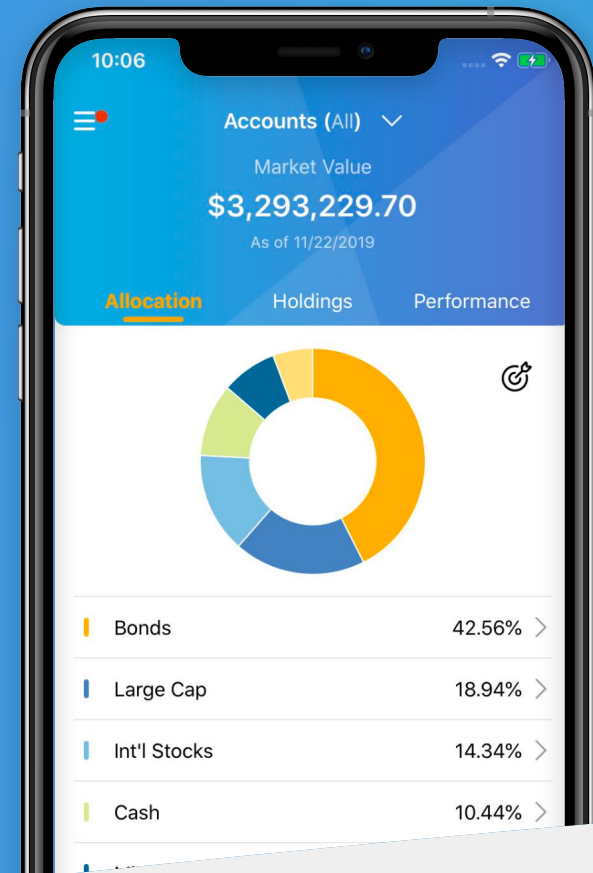 10:06
Accounts (All)
Market Value
$3,293,229.70
As of 11/22/2019
Allocation Holdings Performance
Bonds 42.56%
Large Cap 18.94%
Int'l Stocks 14.34%
Cash 10.44%